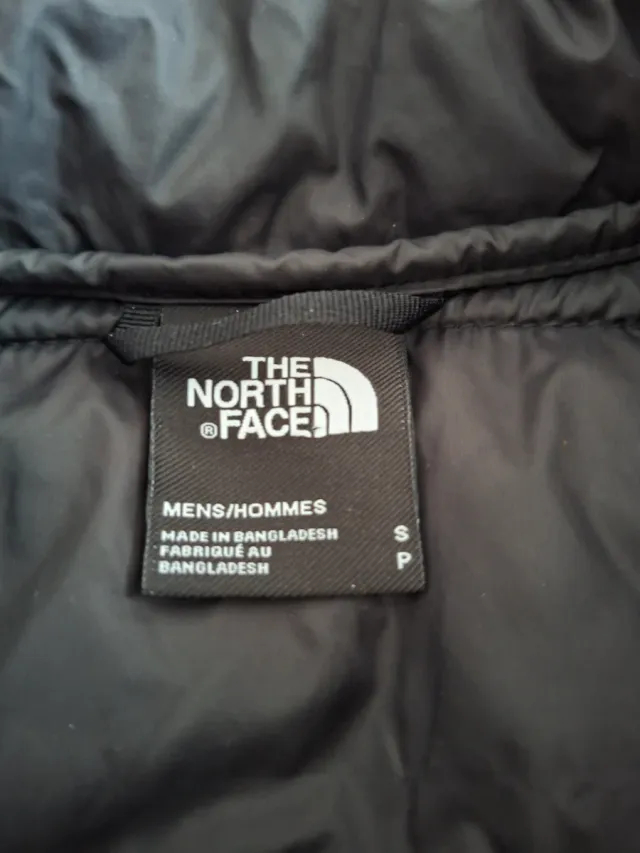 THE
NORTH
® FACE
MENS/HOMMES
MADE IN BANGLADESH S
FABRIQUÉ AU
BANGLADESH P